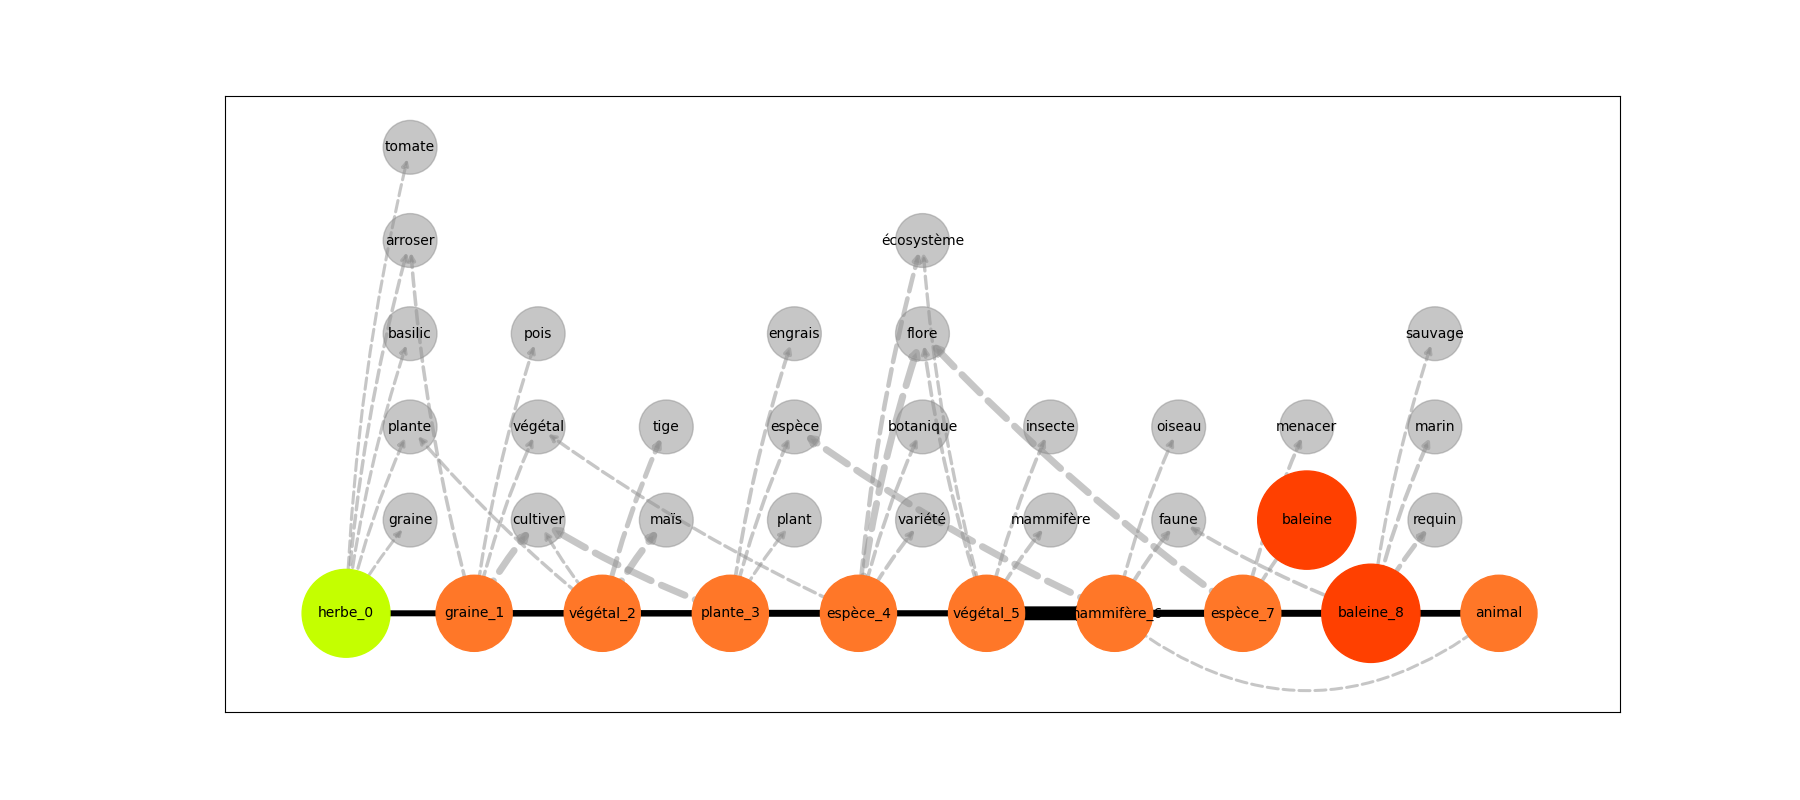 tomate
arroser
écosystème
basilic
pois
engrais
flore
sauvage
plante
végétal
tige
espèce
botanique
insecte
oiseau
menacer
marin
graine
cultiver
maïs
plant
variété
mammifère
faune
baleine
requin
herbe_0
graine_1
végétal_2
plante_3
espèce_4
végétal_5
mammifère_6
espèce_7
baleine_8
animal